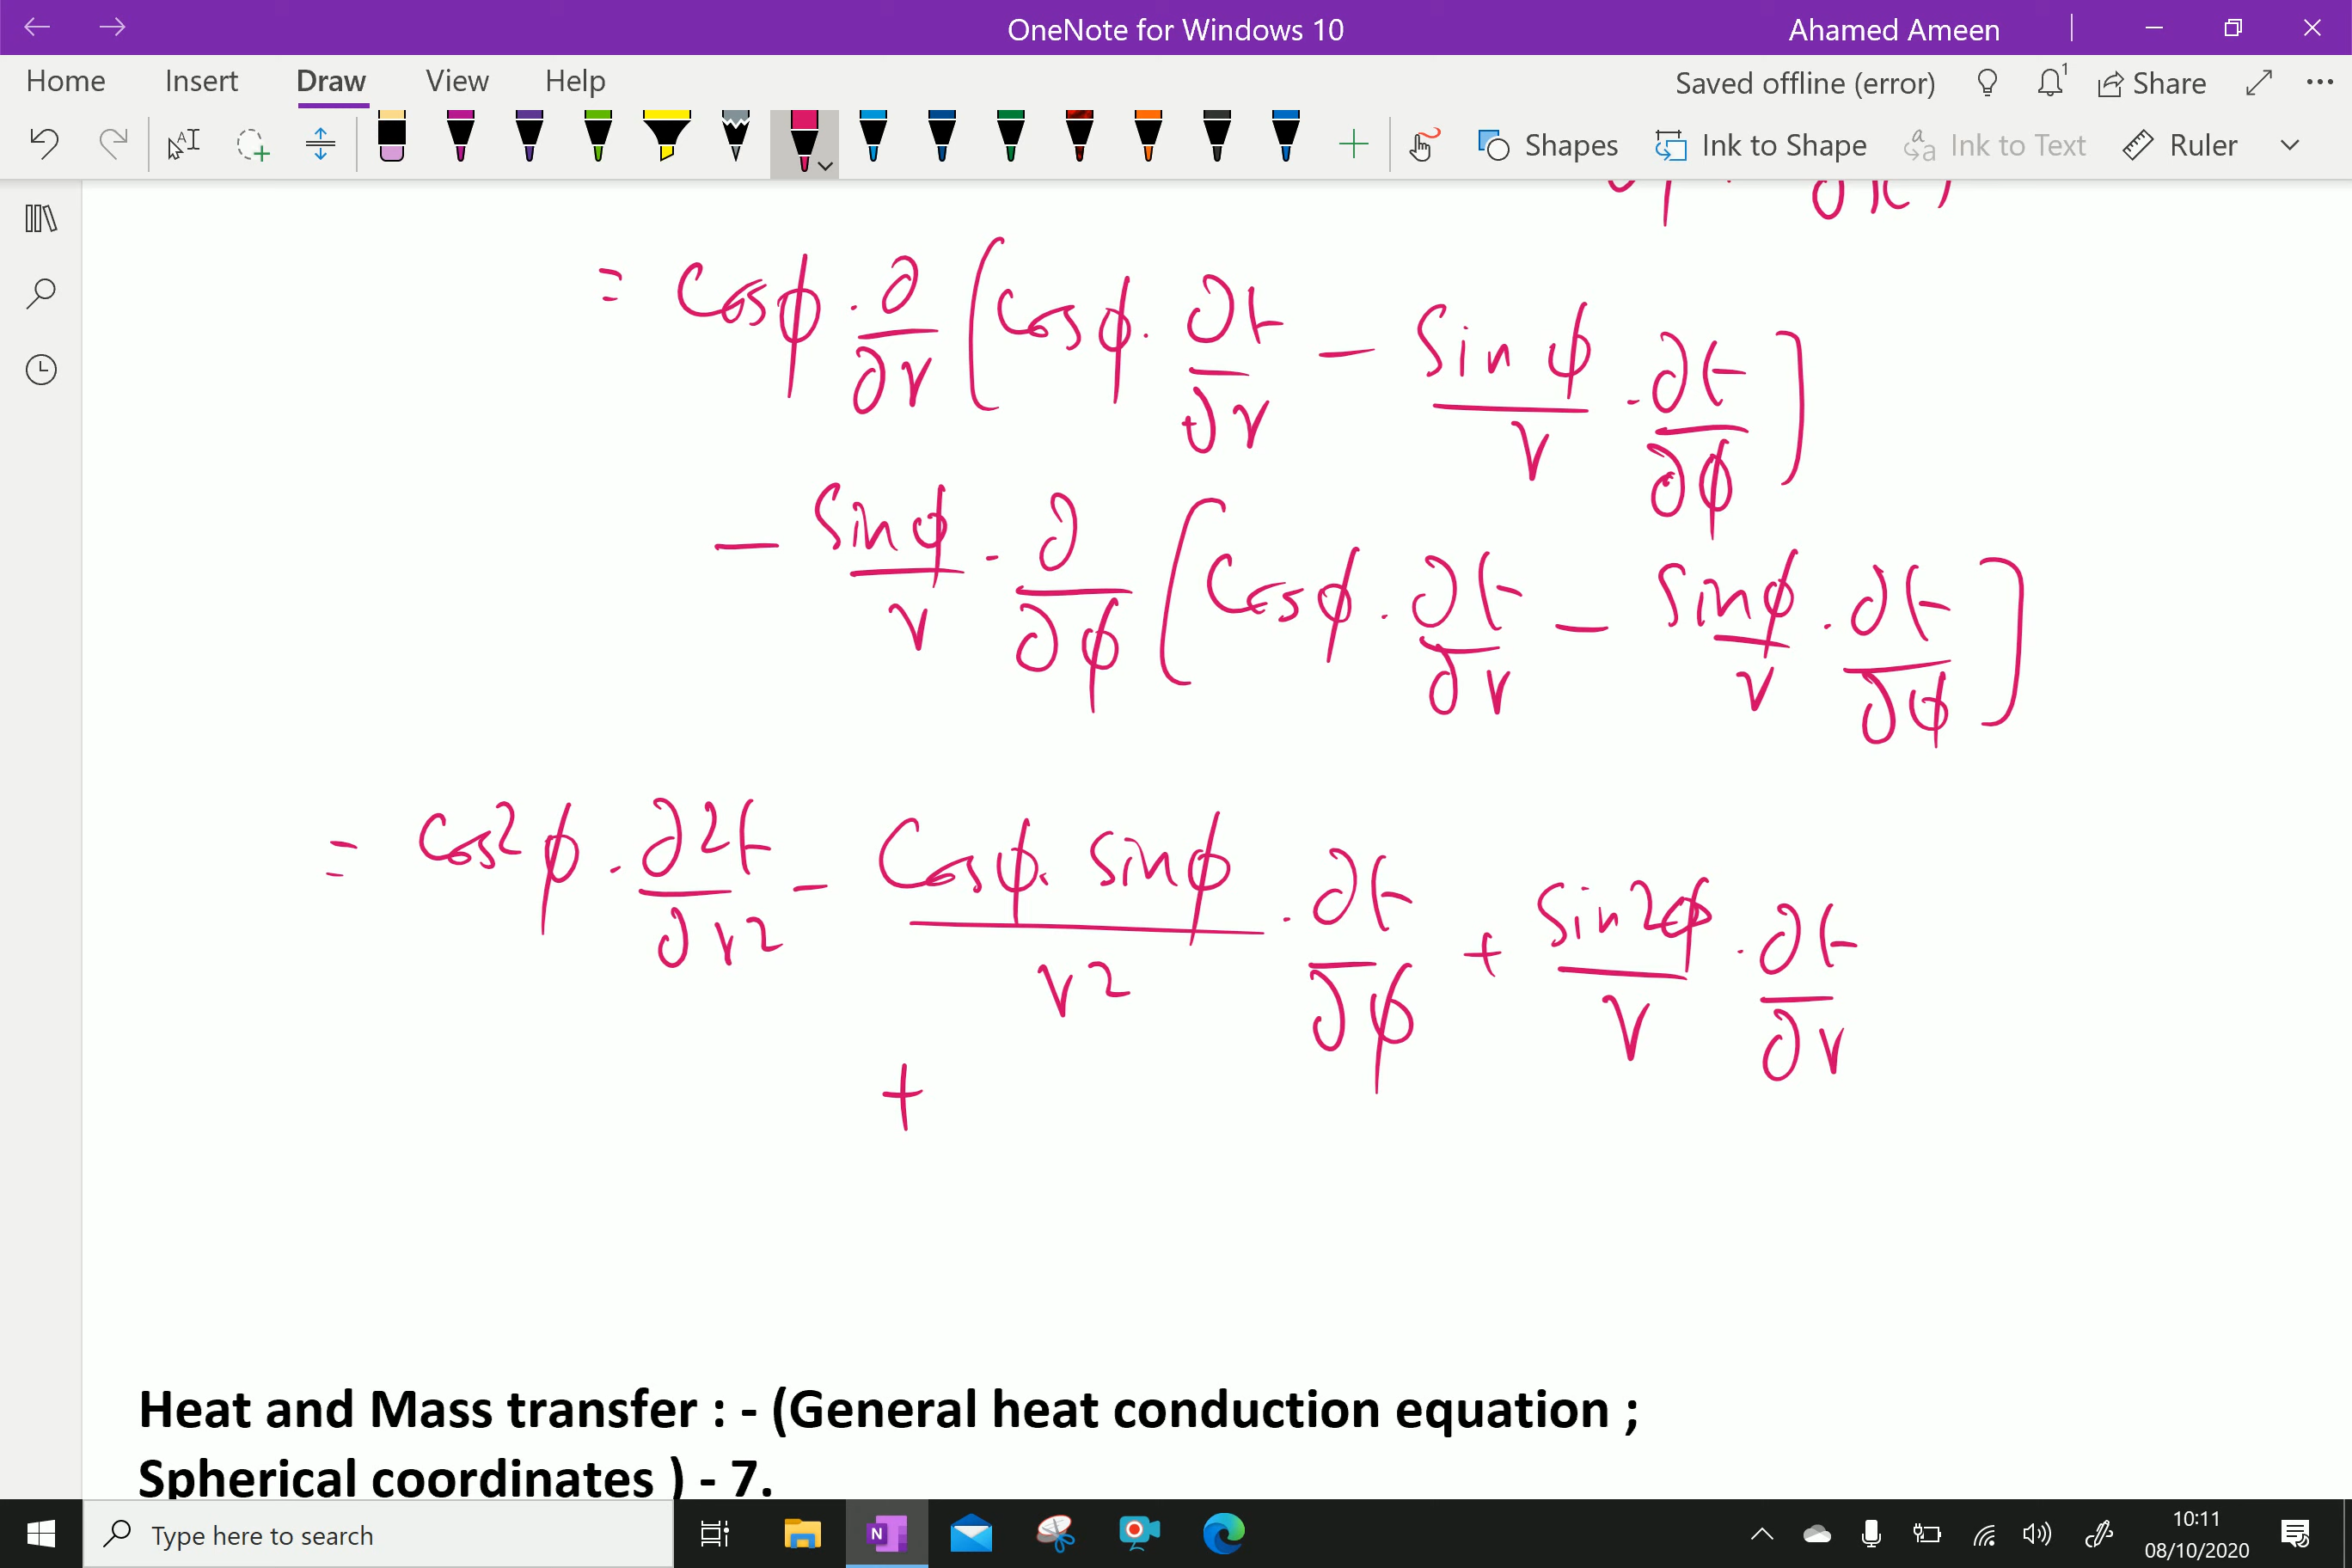 OneNote for Windows 10
Ahamed Ameen
Home Insert Draw View Help
Saved offline (error) 1 Share
Shapes Ink to Shape Ink to Text Ruler
= Cosφ . ∂/∂r [Cosφ . ∂t/∂r − Sinφ/r . ∂t/∂φ]
− Sinφ/r . ∂/∂φ [Cosφ . ∂t/∂r − Sinφ/r . ∂t/∂φ]
= Cos²φ . ∂2t/∂r2 − Cosφ. Sinφ/r2 . ∂t/∂φ + Sin2φ/r . ∂t/∂r
+
Heat and Mass transfer : - (General heat conduction equation ;
Spherical coordinates ) - 7.
Type here to search
10:11
08/10/2020